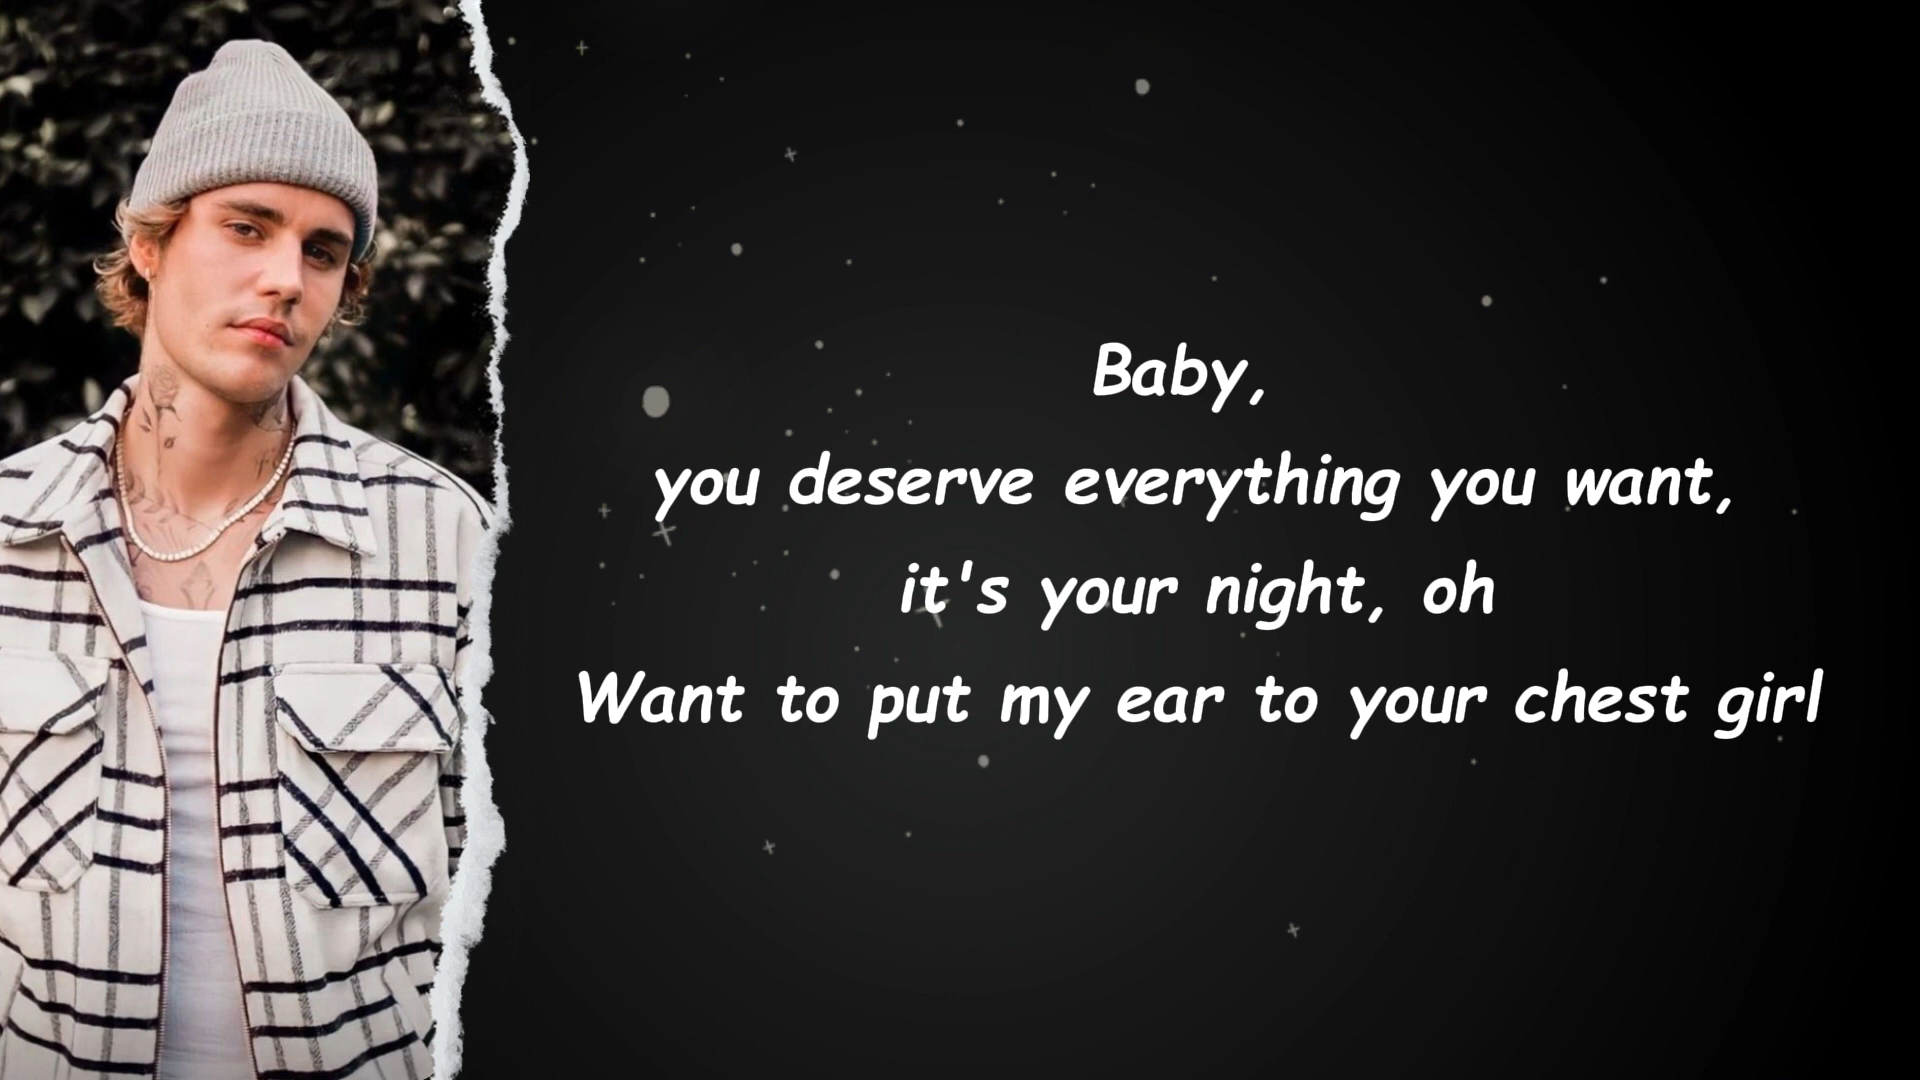 Baby,
you deserve everything you want,
it's your night, oh
Want to put my ear to your chest girl